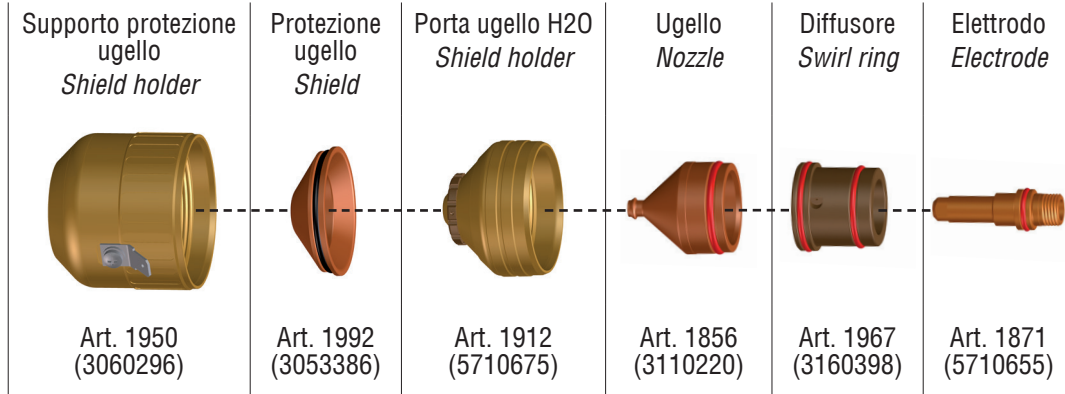 Supporto protezione
ugello
Shield holder
Art. 1950
(3060296)
Protezione
ugello
Shield
Art. 1992
(3053386)
Porta ugello H2O
Shield holder
Art. 1912
(5710675)
Ugello
Nozzle
Art. 1856
(3110220)
Diffusore
Swirl ring
Art. 1967
(3160398)
Elettrodo
Electrode
Art. 1871
(5710655)